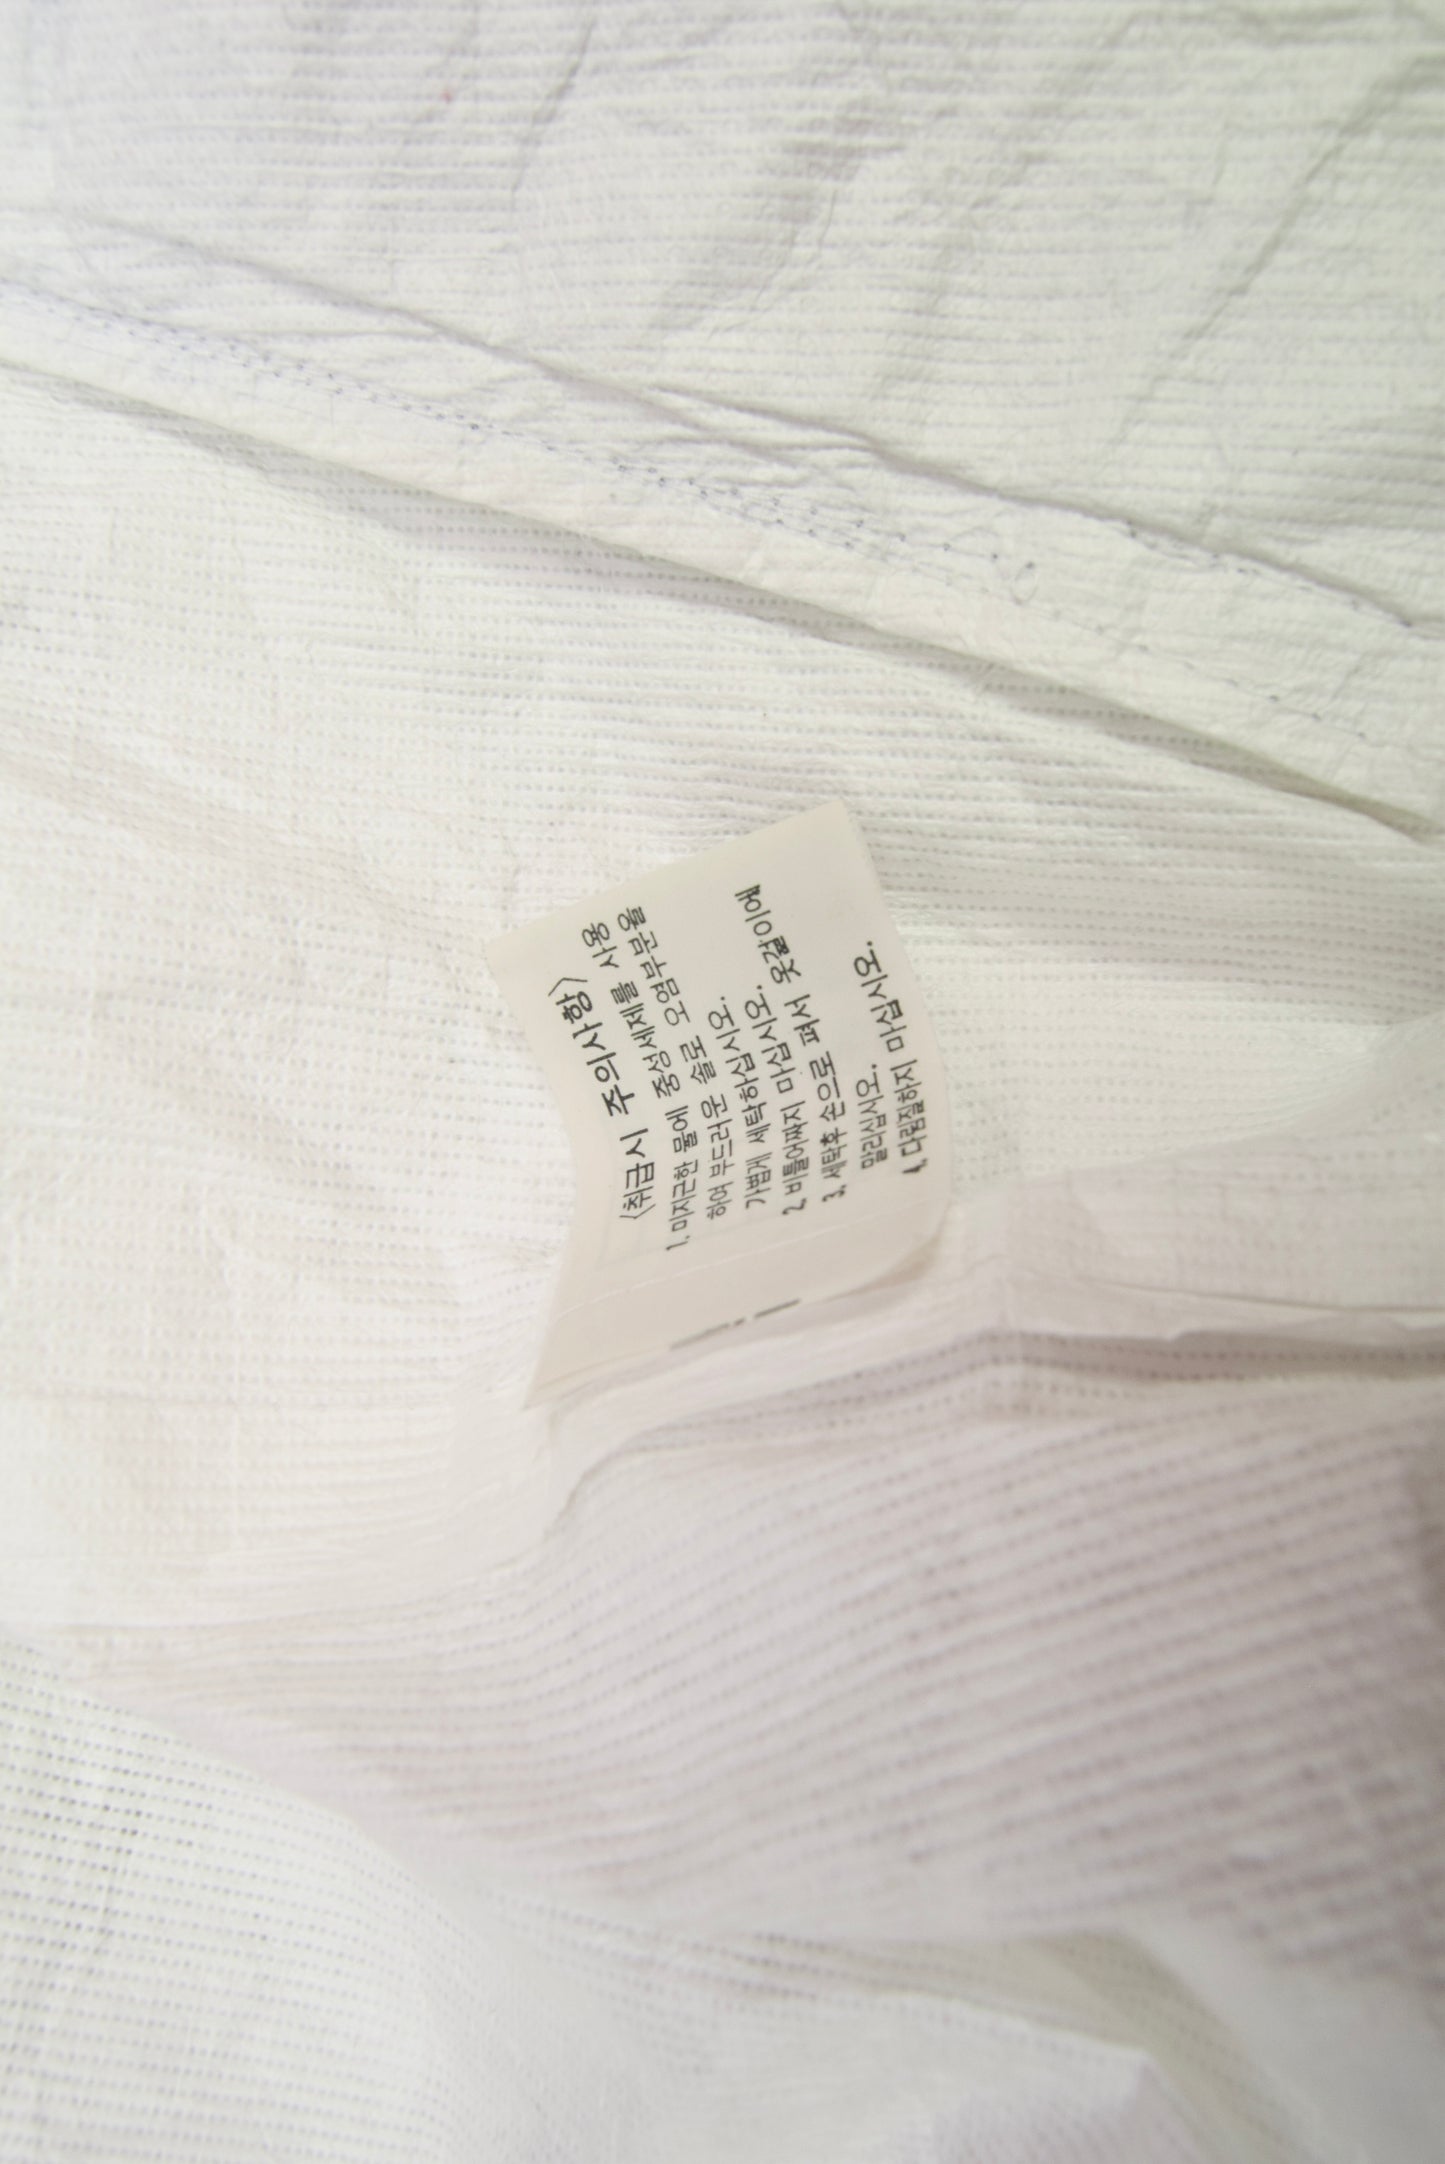 〈취급시 주의사항〉
1. 미지근한 물에 중성세제를 사용
하여 부드러운 솔로 오염부분을
가볍게 세탁하십시오.
2. 비틀어짜지 마십시오.
3. 세탁후 손으로 펴서 옷걸이에
말리십시오.
4. 다림질하지 마십시오.